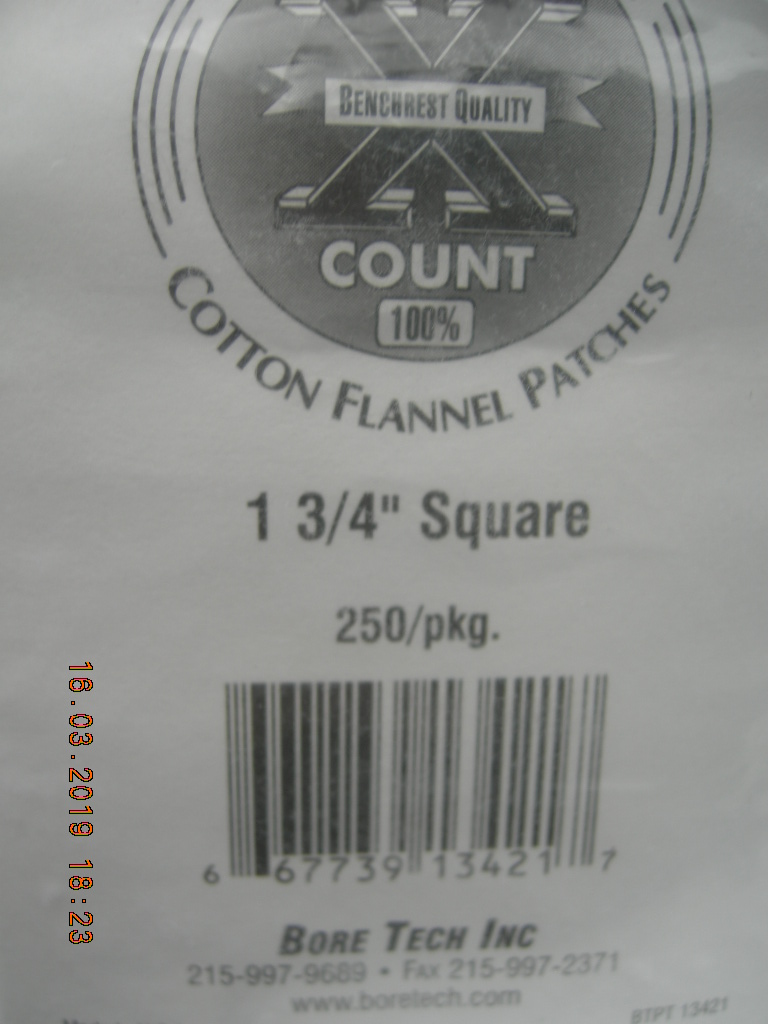 X
BENCHREST QUALITY
COUNT
100%
COTTON FLANNEL PATCHES
1 3/4" Square
250/pkg.
6 67739 13421 7
BORE TECH INC
215-997-9689 • FAX 215-997-2371
www.boretech.com
BTPT 13421
16.03.2019 18:23